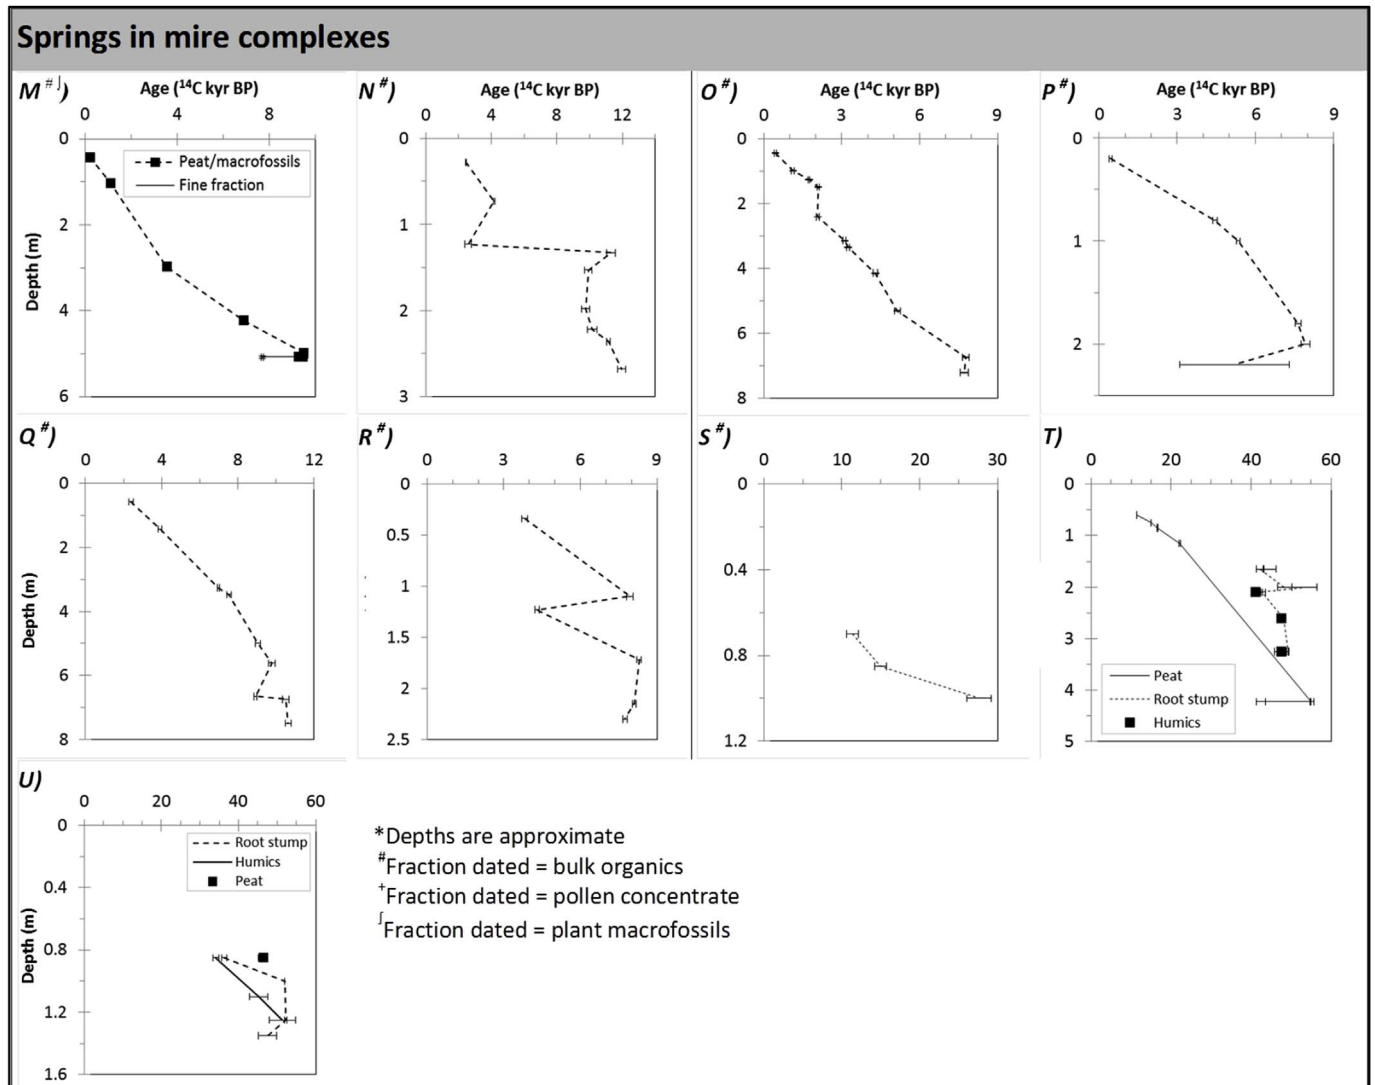 Springs in mire complexes
M # ∫)
Age (¹⁴C kyr BP)
0 4 8
0
2
4
6
Depth (m)
Peat/macrofossils
Fine fraction
N #)
Age (¹⁴C kyr BP)
0 4 8 12
0
1
2
3
O #)
Age (¹⁴C kyr BP)
0 3 6 9
0
2
4
6
8
P #)
Age (¹⁴C kyr BP)
0 3 6 9
0
1
2
Q #)
0 4 8 12
0
2
4
6
8
Depth (m)
R #)
0 3 6 9
0
0.5
1
1.5
2
2.5
S #)
0 10 20 30
0
0.4
0.8
1.2
T)
0 20 40 60
0
1
2
3
4
5
Peat
Root stump
Humics
U)
0 20 40 60
0
0.4
0.8
1.2
1.6
Depth (m)
Root stump
Humics
Peat
*Depths are approximate
#Fraction dated = bulk organics
+Fraction dated = pollen concentrate
∫Fraction dated = plant macrofossils